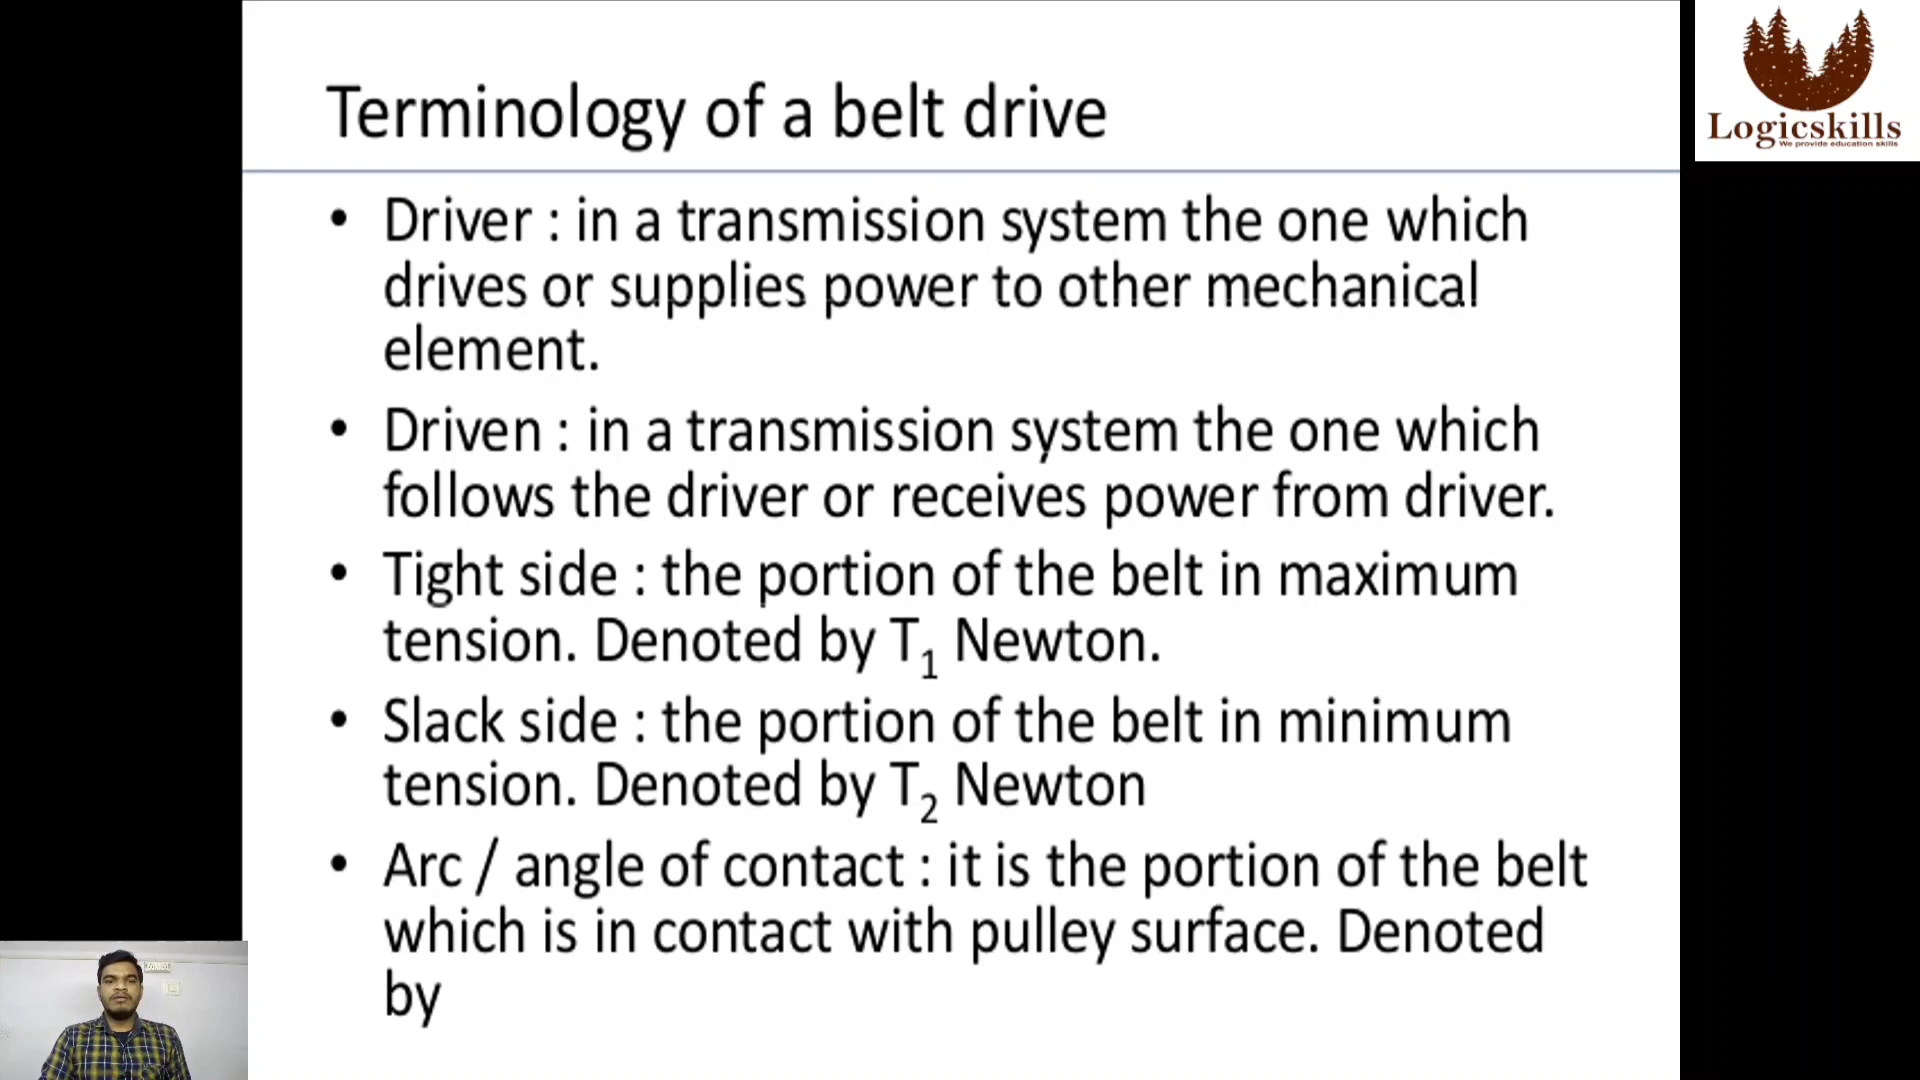 Terminology of a belt drive
• Driver : in a transmission system the one which
drives or supplies power to other mechanical
element.
• Driven : in a transmission system the one which
follows the driver or receives power from driver.
• Tight side : the portion of the belt in maximum
tension. Denoted by T₁ Newton.
• Slack side : the portion of the belt in minimum
tension. Denoted by T₂ Newton
• Arc / angle of contact : it is the portion of the belt
which is in contact with pulley surface. Denoted
by
Logicskills
We provide education skills